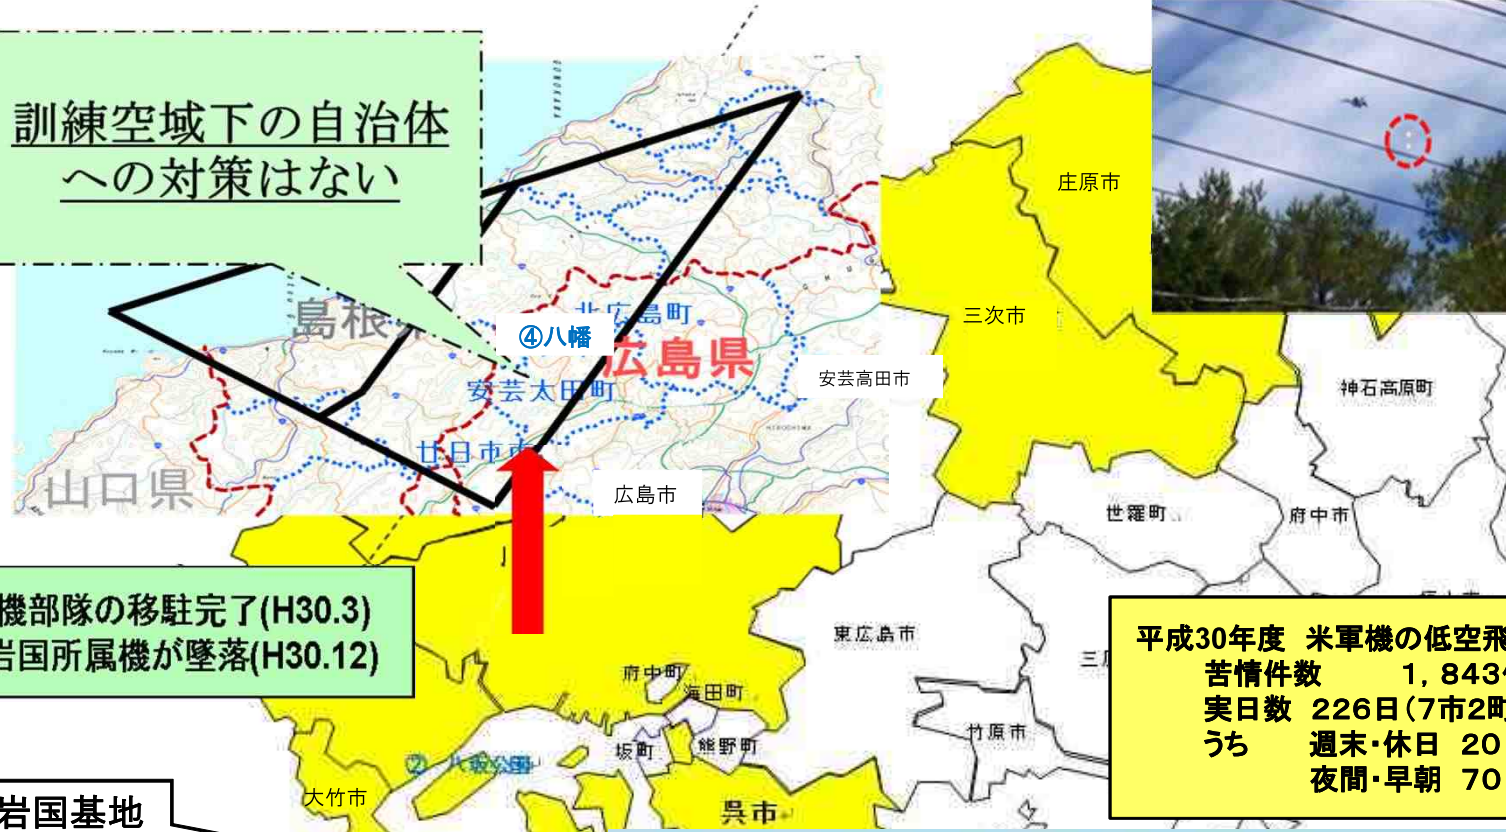 訓練空域下の自治体
への対策はない
庄原市
三次市
島根
北広島町
④八幡
広島県
安芸高田市
安芸太田町
神石高原町
廿日市市
山口県
広島市
世羅町
府中市
機部隊の移駐完了(H30.3)
岩国所属機が墜落(H30.12)
東広島市
平成30年度 米軍機の低空飛
苦情件数 1,843
実日数 226日(7市2町
うち 週末・休日 20
夜間・早朝 70
府中町
海田町
坂町
熊野町
竹原市
② 八坂公園
大竹市
岩国基地
呉市